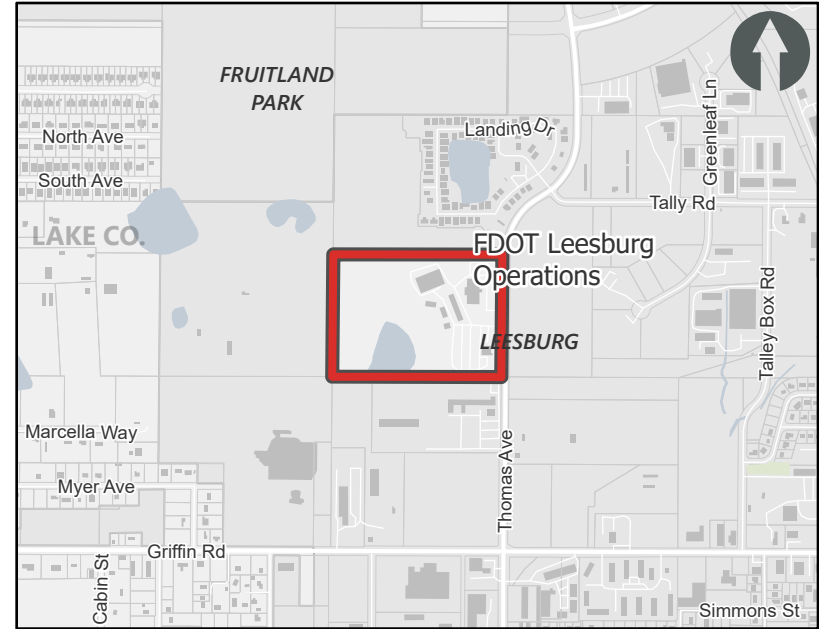 FRUITLAND
PARK
Greenleaf Ln
Landing Dr
North Ave
South Ave
Tally Rd
LAKE CO.
FDOT Leesburg
Operations
Talley Box Rd
LEESBURG
Marcella Way
Thomas Ave
Myer Ave
Griffin Rd
Cabin St
Simmons St